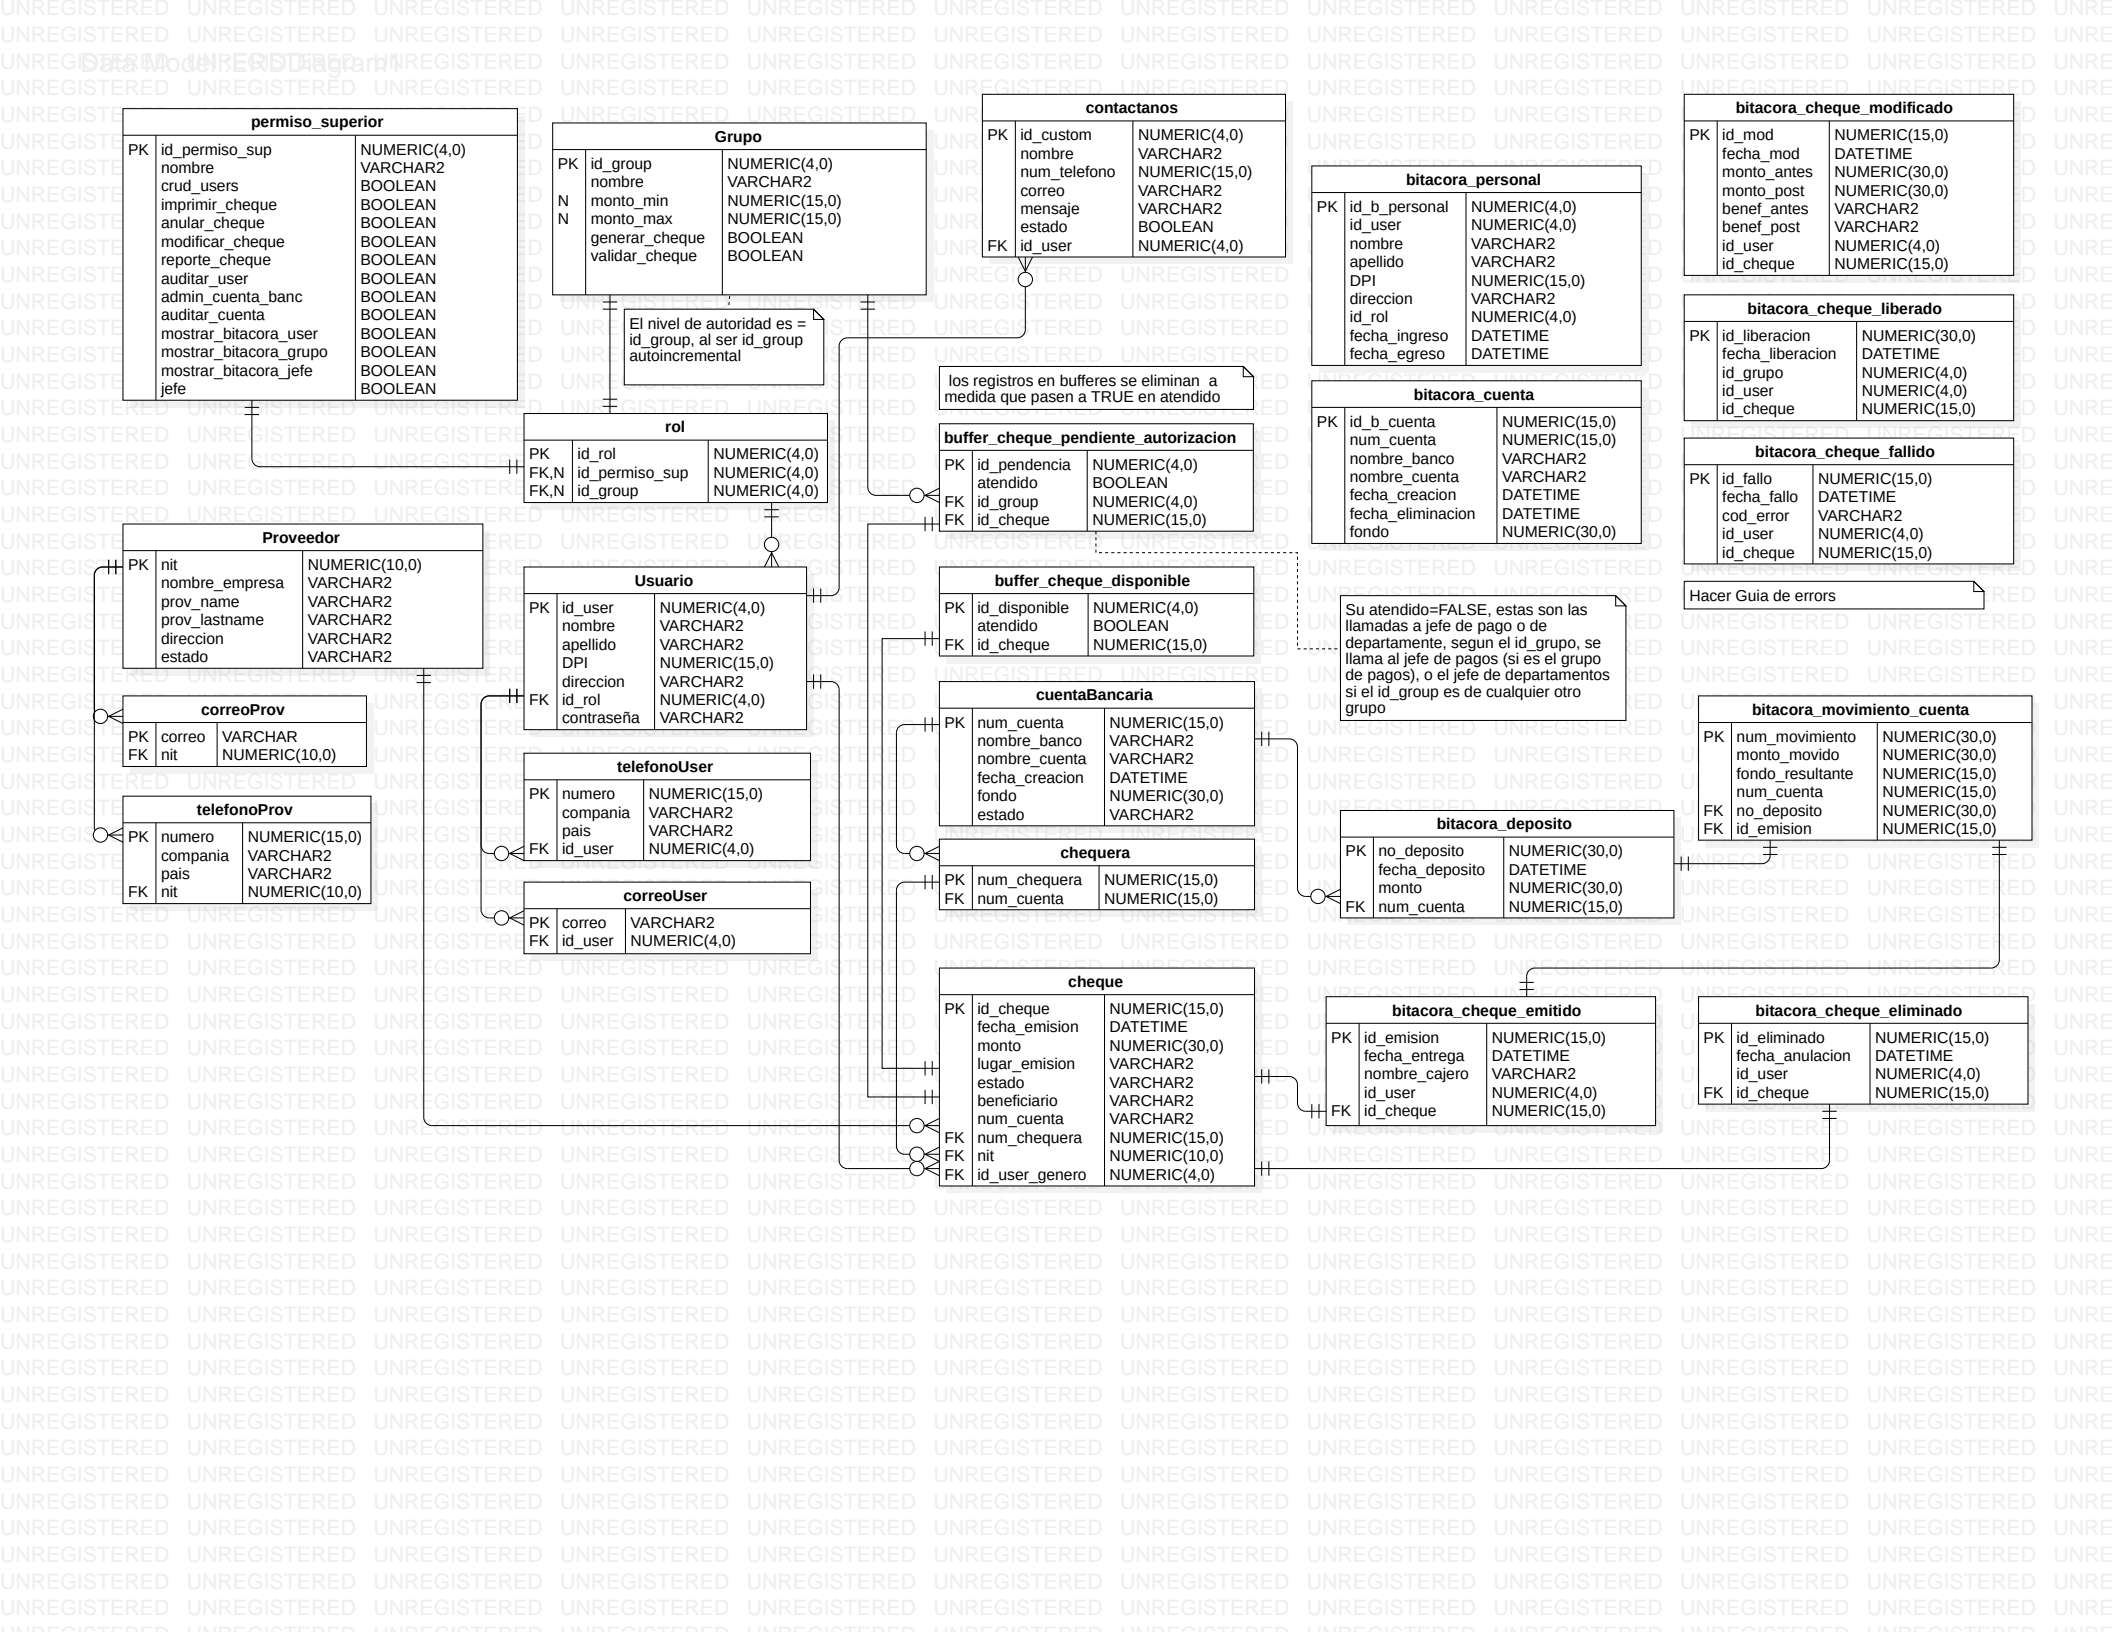 Data Model::ERDDiagram1
permiso_superior
PK id_permiso_sup NUMERIC(4,0)
nombre VARCHAR2
crud_users BOOLEAN
imprimir_cheque BOOLEAN
anular_cheque BOOLEAN
modificar_cheque BOOLEAN
reporte_cheque BOOLEAN
auditar_user BOOLEAN
admin_cuenta_banc BOOLEAN
auditar_cuenta BOOLEAN
mostrar_bitacora_user BOOLEAN
mostrar_bitacora_grupo BOOLEAN
mostrar_bitacora_jefe BOOLEAN
jefe BOOLEAN
Grupo
PK id_group NUMERIC(4,0)
nombre VARCHAR2
N monto_min NUMERIC(15,0)
N monto_max NUMERIC(15,0)
generar_cheque BOOLEAN
validar_cheque BOOLEAN
El nivel de autoridad es =
id_group, al ser id_group
autoincremental
rol
PK id_rol NUMERIC(4,0)
FK,N id_permiso_sup NUMERIC(4,0)
FK,N id_group NUMERIC(4,0)
Proveedor
PK nit NUMERIC(10,0)
nombre_empresa VARCHAR2
prov_name VARCHAR2
prov_lastname VARCHAR2
direccion VARCHAR2
estado VARCHAR2
correoProv
PK correo VARCHAR
FK nit NUMERIC(10,0)
telefonoProv
PK numero NUMERIC(15,0)
compania VARCHAR2
pais VARCHAR2
FK nit NUMERIC(10,0)
Usuario
PK id_user NUMERIC(4,0)
nombre VARCHAR2
apellido VARCHAR2
DPI NUMERIC(15,0)
direccion VARCHAR2
FK id_rol NUMERIC(4,0)
contraseña VARCHAR2
telefonoUser
PK numero NUMERIC(15,0)
compania VARCHAR2
pais VARCHAR2
FK id_user NUMERIC(4,0)
correoUser
PK correo VARCHAR2
FK id_user NUMERIC(4,0)
contactanos
PK id_custom NUMERIC(4,0)
nombre VARCHAR2
num_telefono NUMERIC(15,0)
correo VARCHAR2
mensaje VARCHAR2
estado BOOLEAN
FK id_user NUMERIC(4,0)
los registros en bufferes se eliminan a
medida que pasen a TRUE en atendido
buffer_cheque_pendiente_autorizacion
PK id_pendencia NUMERIC(4,0)
atendido BOOLEAN
FK id_group NUMERIC(4,0)
FK id_cheque NUMERIC(15,0)
buffer_cheque_disponible
PK id_disponible NUMERIC(4,0)
atendido BOOLEAN
FK id_cheque NUMERIC(15,0)
cuentaBancaria
PK num_cuenta NUMERIC(15,0)
nombre_banco VARCHAR2
nombre_cuenta VARCHAR2
fecha_creacion DATETIME
fondo NUMERIC(30,0)
estado VARCHAR2
chequera
PK num_chequera NUMERIC(15,0)
FK num_cuenta NUMERIC(15,0)
cheque
PK id_cheque NUMERIC(15,0)
fecha_emision DATETIME
monto NUMERIC(30,0)
lugar_emision VARCHAR2
estado VARCHAR2
beneficiario VARCHAR2
num_cuenta VARCHAR2
FK num_chequera NUMERIC(15,0)
FK nit NUMERIC(10,0)
FK id_user_genero NUMERIC(4,0)
bitacora_personal
PK id_b_personal NUMERIC(4,0)
id_user NUMERIC(4,0)
nombre VARCHAR2
apellido VARCHAR2
DPI NUMERIC(15,0)
direccion VARCHAR2
id_rol NUMERIC(4,0)
fecha_ingreso DATETIME
fecha_egreso DATETIME
bitacora_cuenta
PK id_b_cuenta NUMERIC(15,0)
num_cuenta NUMERIC(15,0)
nombre_banco VARCHAR2
nombre_cuenta VARCHAR2
fecha_creacion DATETIME
fecha_eliminacion DATETIME
fondo NUMERIC(30,0)
Su atendido=FALSE, estas son las
llamadas a jefe de pago o de
departamente, segun el id_grupo, se
llama al jefe de pagos (si es el grupo
de pagos), o el jefe de departamentos
si el id_group es de cualquier otro
grupo
bitacora_deposito
PK no_deposito NUMERIC(30,0)
fecha_deposito DATETIME
monto NUMERIC(30,0)
FK num_cuenta NUMERIC(15,0)
bitacora_cheque_emitido
PK id_emision NUMERIC(15,0)
fecha_entrega DATETIME
nombre_cajero VARCHAR2
id_user NUMERIC(4,0)
FK id_cheque NUMERIC(15,0)
bitacora_cheque_modificado
PK id_mod NUMERIC(15,0)
fecha_mod DATETIME
monto_antes NUMERIC(30,0)
monto_post NUMERIC(30,0)
benef_antes VARCHAR2
benef_post VARCHAR2
id_user NUMERIC(4,0)
id_cheque NUMERIC(15,0)
bitacora_cheque_liberado
PK id_liberacion NUMERIC(30,0)
fecha_liberacion DATETIME
id_grupo NUMERIC(4,0)
id_user NUMERIC(4,0)
id_cheque NUMERIC(15,0)
bitacora_cheque_fallido
PK id_fallo NUMERIC(15,0)
fecha_fallo DATETIME
cod_error VARCHAR2
id_user NUMERIC(4,0)
id_cheque NUMERIC(15,0)
Hacer Guia de errors
bitacora_movimiento_cuenta
PK num_movimiento NUMERIC(30,0)
monto_movido NUMERIC(30,0)
fondo_resultante NUMERIC(15,0)
num_cuenta NUMERIC(15,0)
FK no_deposito NUMERIC(30,0)
FK id_emision NUMERIC(15,0)
bitacora_cheque_eliminado
PK id_eliminado NUMERIC(15,0)
fecha_anulacion DATETIME
id_user NUMERIC(4,0)
FK id_cheque NUMERIC(15,0)
UNREGISTERED